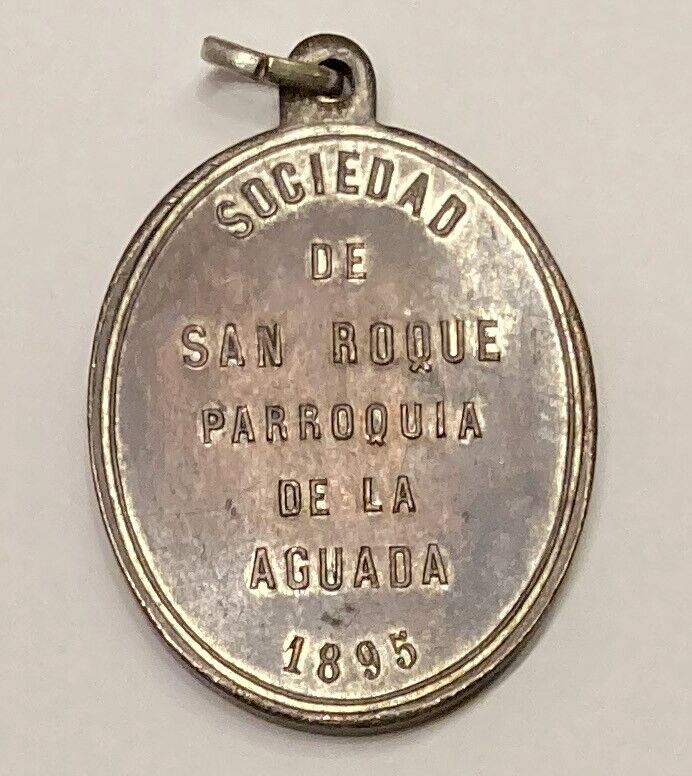 SOCIEDAD
DE
SAN ROQUE
PARROQUIA
DE LA
AGUADA
1895